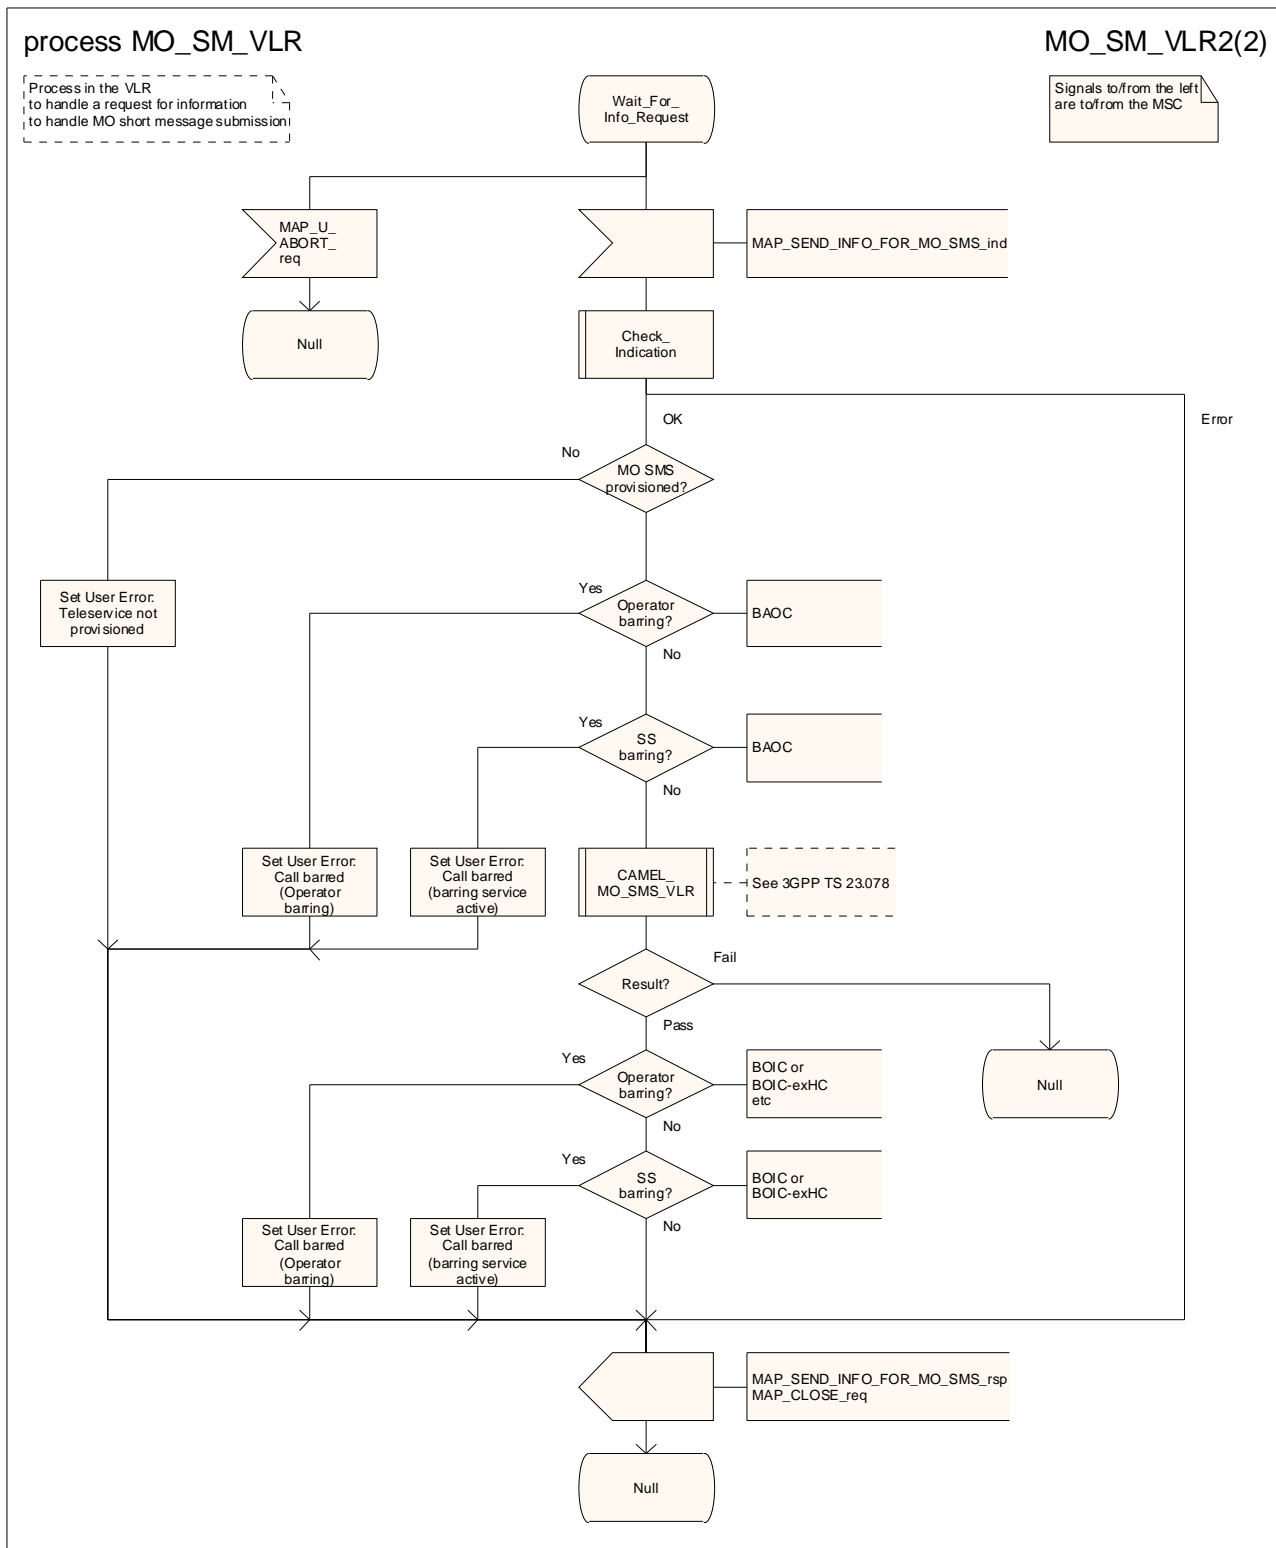 process MO_SM_VLR
MO_SM_VLR2(2)
Process in the VLR
to handle a request for information
to handle MO short message submission
Wait_For_
Info_Request
Signals to/from the left
are to/from the MSC
MAP_U_
ABORT_
req
MAP_SEND_INFO_FOR_MO_SMS_ind
Null
Check_
Indication
OK
Error
No
MO SMS
provisioned?
Set User Error:
Teleservice not
provisioned
Yes
Operator
barring?
BAOC
No
Yes
SS
barring?
BAOC
No
Set User Error:
Call barred
(Operator
barring)
Set User Error:
Call barred
(barring service
active)
CAMEL_
MO_SMS_VLR
See 3GPP TS 23.078
Result?
Fail
Pass
Yes
Operator
barring?
BOIC or
BOIC-exHC
etc
Null
No
Yes
SS
barring?
BOIC or
BOIC-exHC
No
Set User Error:
Call barred
(Operator
barring)
Set User Error:
Call barred
(barring service
active)
MAP_SEND_INFO_FOR_MO_SMS_rsp
MAP_CLOSE_req
Null